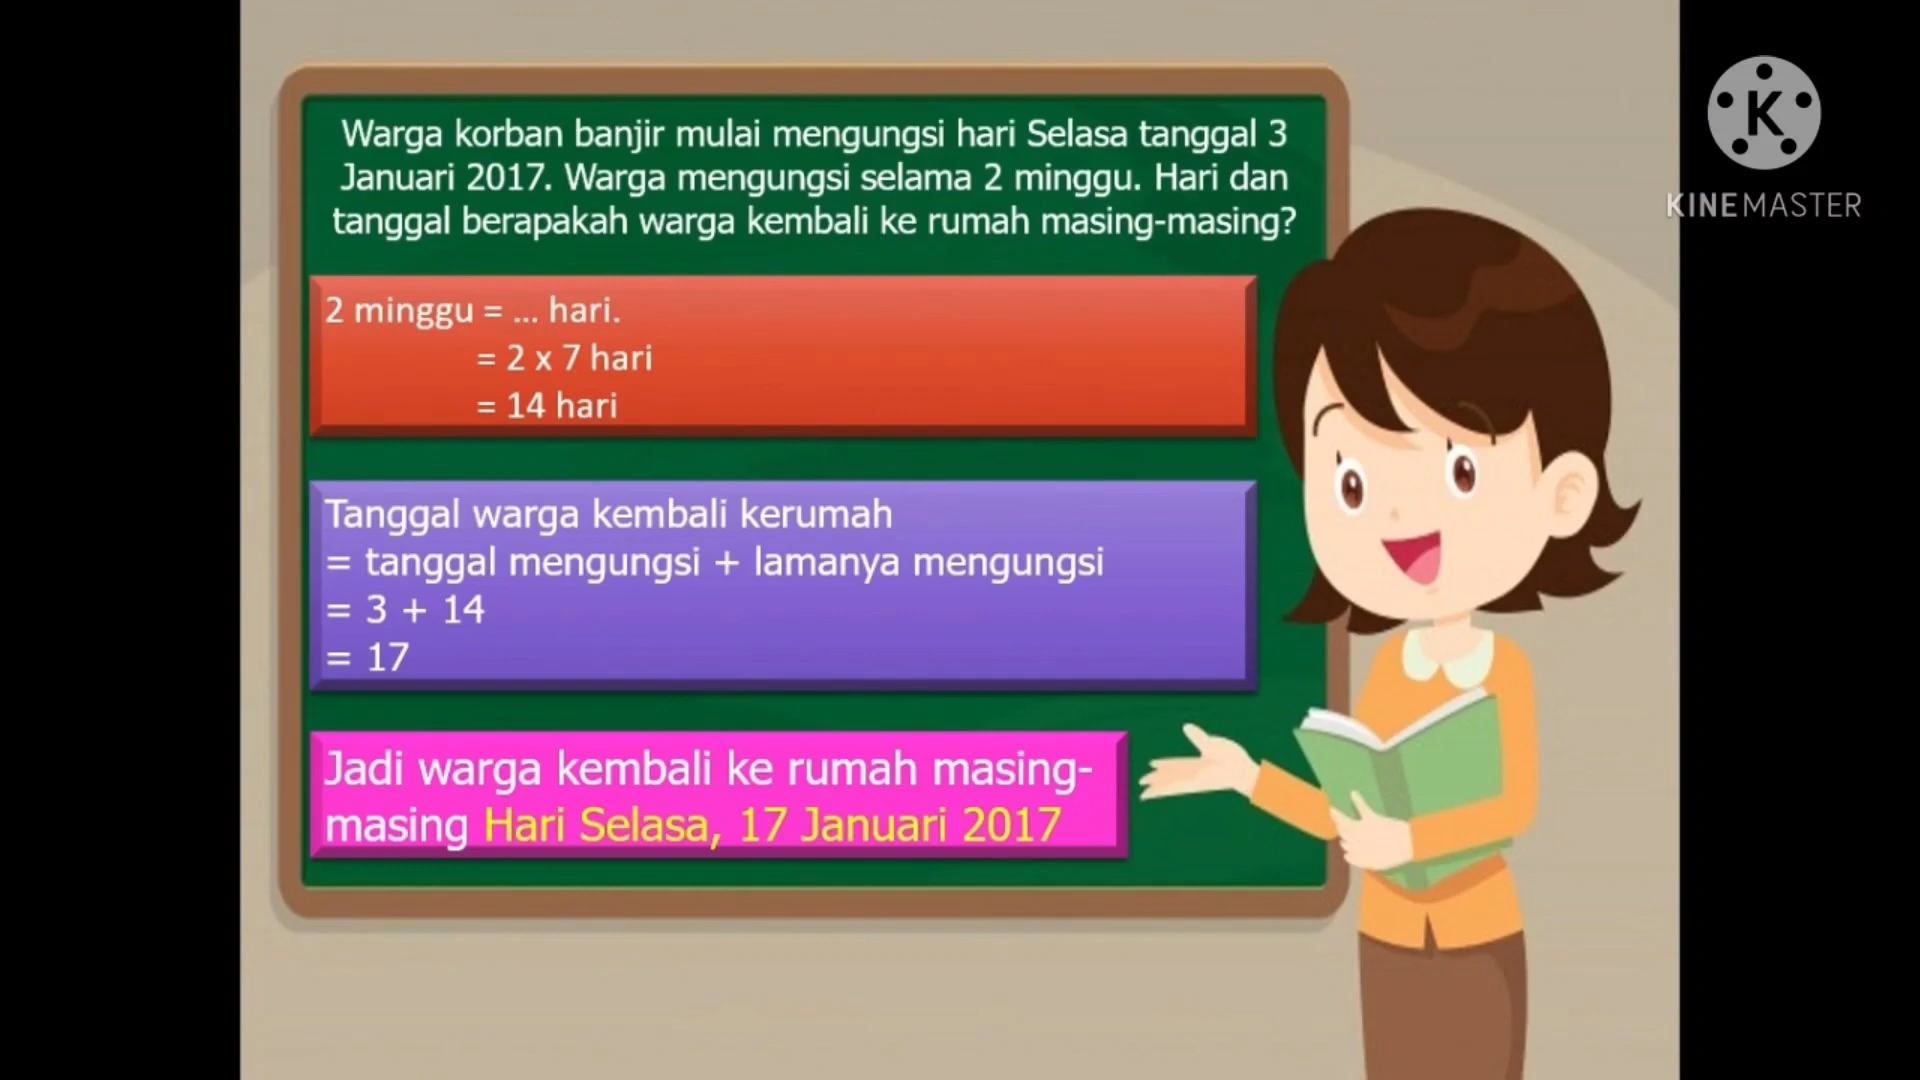 Warga korban banjir mulai mengungsi hari Selasa tanggal 3
Januari 2017. Warga mengungsi selama 2 minggu. Hari dan
tanggal berapakah warga kembali ke rumah masing-masing?
2 minggu = ... hari.
= 2 x 7 hari
= 14 hari
Tanggal warga kembali kerumah
= tanggal mengungsi + lamanya mengungsi
= 3 + 14
= 17
Jadi warga kembali ke rumah masing-
masing Hari Selasa, 17 Januari 2017
K
KINEMASTER